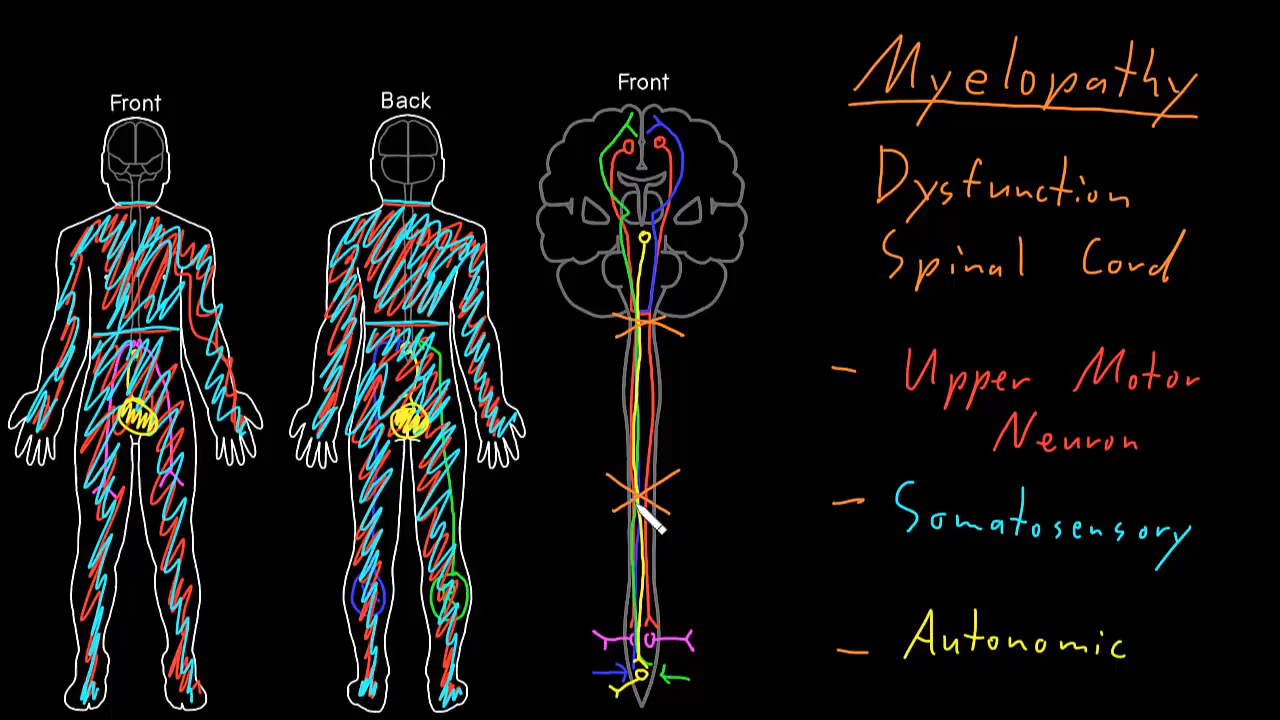 Front
Back
Front
Myelopathy
Dysfunction
Spinal Cord
- Upper Motor
Neuron
- Somatosensory
- Autonomic